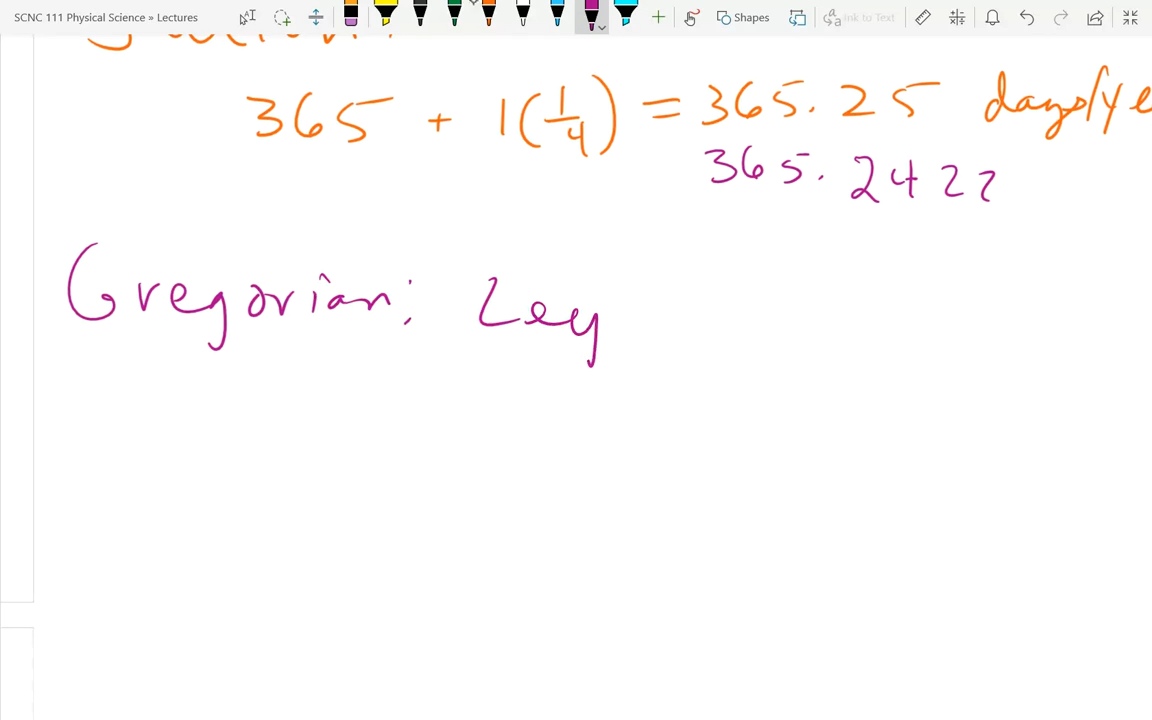 SCNC 111 Physical Science » Lectures Shapes Ink to Text
365 + 1(1/4) = 365.25 days/ye
365.2422
Gregorian: Ley